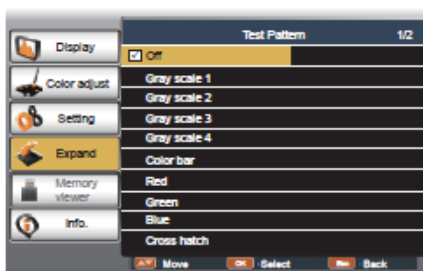 Test Pattern 1/2
Display
Color adjust
Setting
Expand
Memory
viewer
Info.
Off
Gray scale 1
Gray scale 2
Gray scale 3
Gray scale 4
Color bar
Red
Green
Blue
Cross hatch
Move OK Select Back